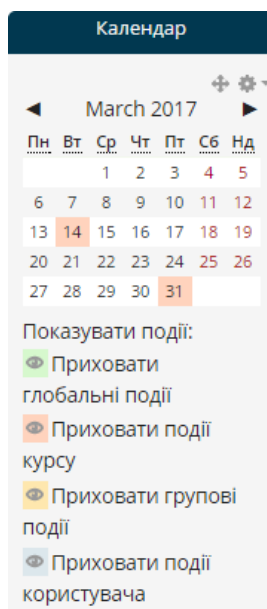 Календар
◄ March 2017 ►
Пн Вт Ср Чт Пт Сб Нд
1 2 3 4 5
6 7 8 9 10 11 12
13 14 15 16 17 18 19
20 21 22 23 24 25 26
27 28 29 30 31
Показувати події:
Приховати
глобальні події
Приховати події
курсу
Приховати групові
події
Приховати події
користувача